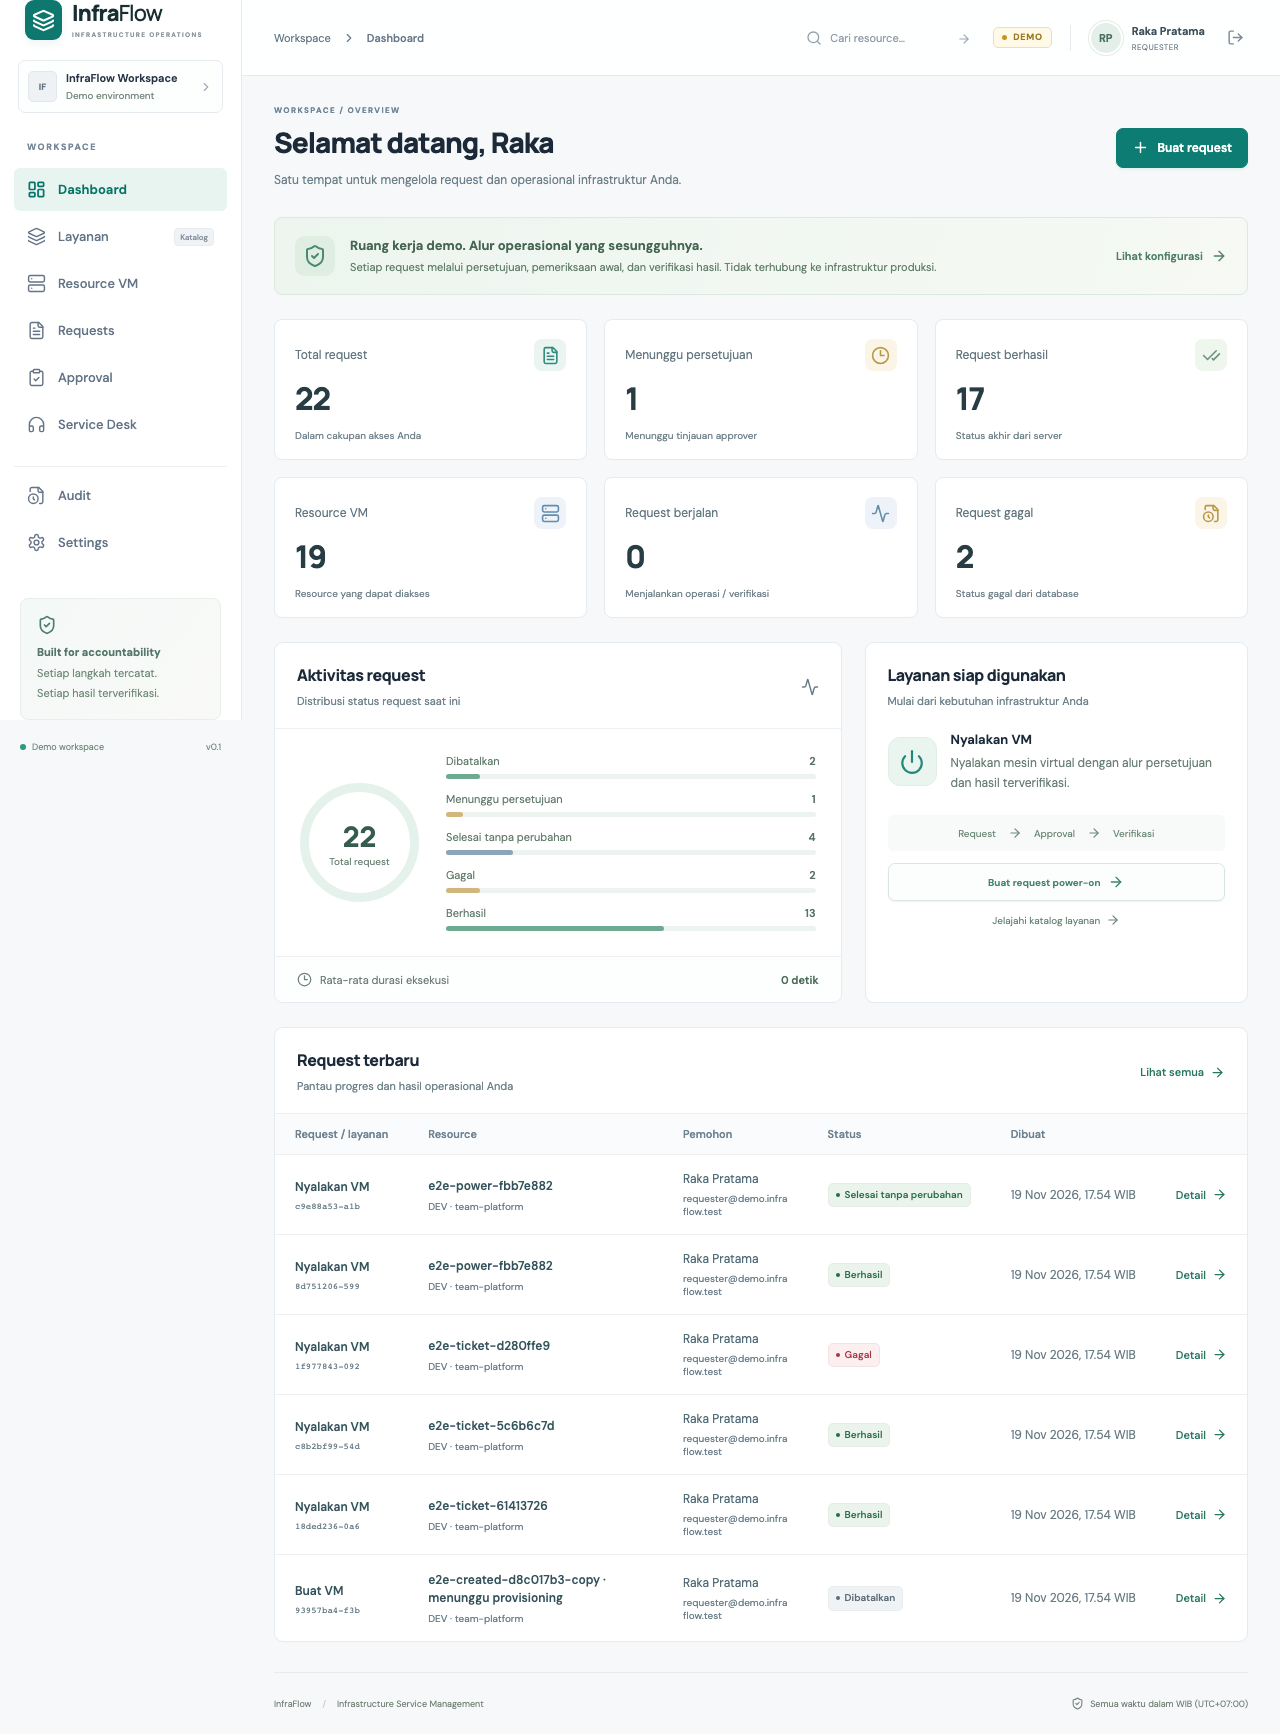 InfraFlow
INFRASTRUCTURE OPERATIONS
IF
InfraFlow Workspace
Demo environment
WORKSPACE
Dashboard
Layanan
Katalog
Resource VM
Requests
Approval
Service Desk
Audit
Settings
Built for accountability
Setiap langkah tercatat.
Setiap hasil terverifikasi.
Demo workspace
v0.1
Workspace
Dashboard
Cari resource...
DEMO
RP
Raka Pratama
REQUESTER
WORKSPACE / OVERVIEW
Selamat datang, Raka
Satu tempat untuk mengelola request dan operasional infrastruktur Anda.
Buat request
Ruang kerja demo. Alur operasional yang sesungguhnya.
Setiap request melalui persetujuan, pemeriksaan awal, dan verifikasi hasil. Tidak terhubung ke infrastruktur produksi.
Lihat konfigurasi
Total request
22
Dalam cakupan akses Anda
Menunggu persetujuan
1
Menunggu tinjauan approver
Request berhasil
17
Status akhir dari server
Resource VM
19
Resource yang dapat diakses
Request berjalan
0
Menjalankan operasi / verifikasi
Request gagal
2
Status gagal dari database
Aktivitas request
Distribusi status request saat ini
22
Total request
Dibatalkan 2
Menunggu persetujuan 1
Selesai tanpa perubahan 4
Gagal 2
Berhasil 13
Rata-rata durasi eksekusi
0 detik
Layanan siap digunakan
Mulai dari kebutuhan infrastruktur Anda
Nyalakan VM
Nyalakan mesin virtual dengan alur persetujuan
dan hasil terverifikasi.
Request
Approval
Verifikasi
Buat request power-on
Jelajahi katalog layanan
Request terbaru
Pantau progres dan hasil operasional Anda
Lihat semua
Request / layanan Resource Pemohon Status Dibuat
Nyalakan VM
c9e88a53-a1b
e2e-power-fbb7e882
DEV · team-platform
Raka Pratama
requester@demo.infra
flow.test
Selesai tanpa perubahan
19 Nov 2026, 17.54 WIB
Detail
Nyalakan VM
8d751206-599
e2e-power-fbb7e882
DEV · team-platform
Raka Pratama
requester@demo.infra
flow.test
Berhasil
19 Nov 2026, 17.54 WIB
Detail
Nyalakan VM
1f977843-092
e2e-ticket-d280ffe9
DEV · team-platform
Raka Pratama
requester@demo.infra
flow.test
Gagal
19 Nov 2026, 17.54 WIB
Detail
Nyalakan VM
c8b2bf99-54d
e2e-ticket-5c6b6c7d
DEV · team-platform
Raka Pratama
requester@demo.infra
flow.test
Berhasil
19 Nov 2026, 17.54 WIB
Detail
Nyalakan VM
18ded236-0a6
e2e-ticket-61413726
DEV · team-platform
Raka Pratama
requester@demo.infra
flow.test
Berhasil
19 Nov 2026, 17.54 WIB
Detail
Buat VM
93957ba4-f3b
e2e-created-d8c017b3-copy ·
menunggu provisioning
DEV · team-platform
Raka Pratama
requester@demo.infra
flow.test
Dibatalkan
19 Nov 2026, 17.54 WIB
Detail
InfraFlow / Infrastructure Service Management
Semua waktu dalam WIB (UTC+07:00)